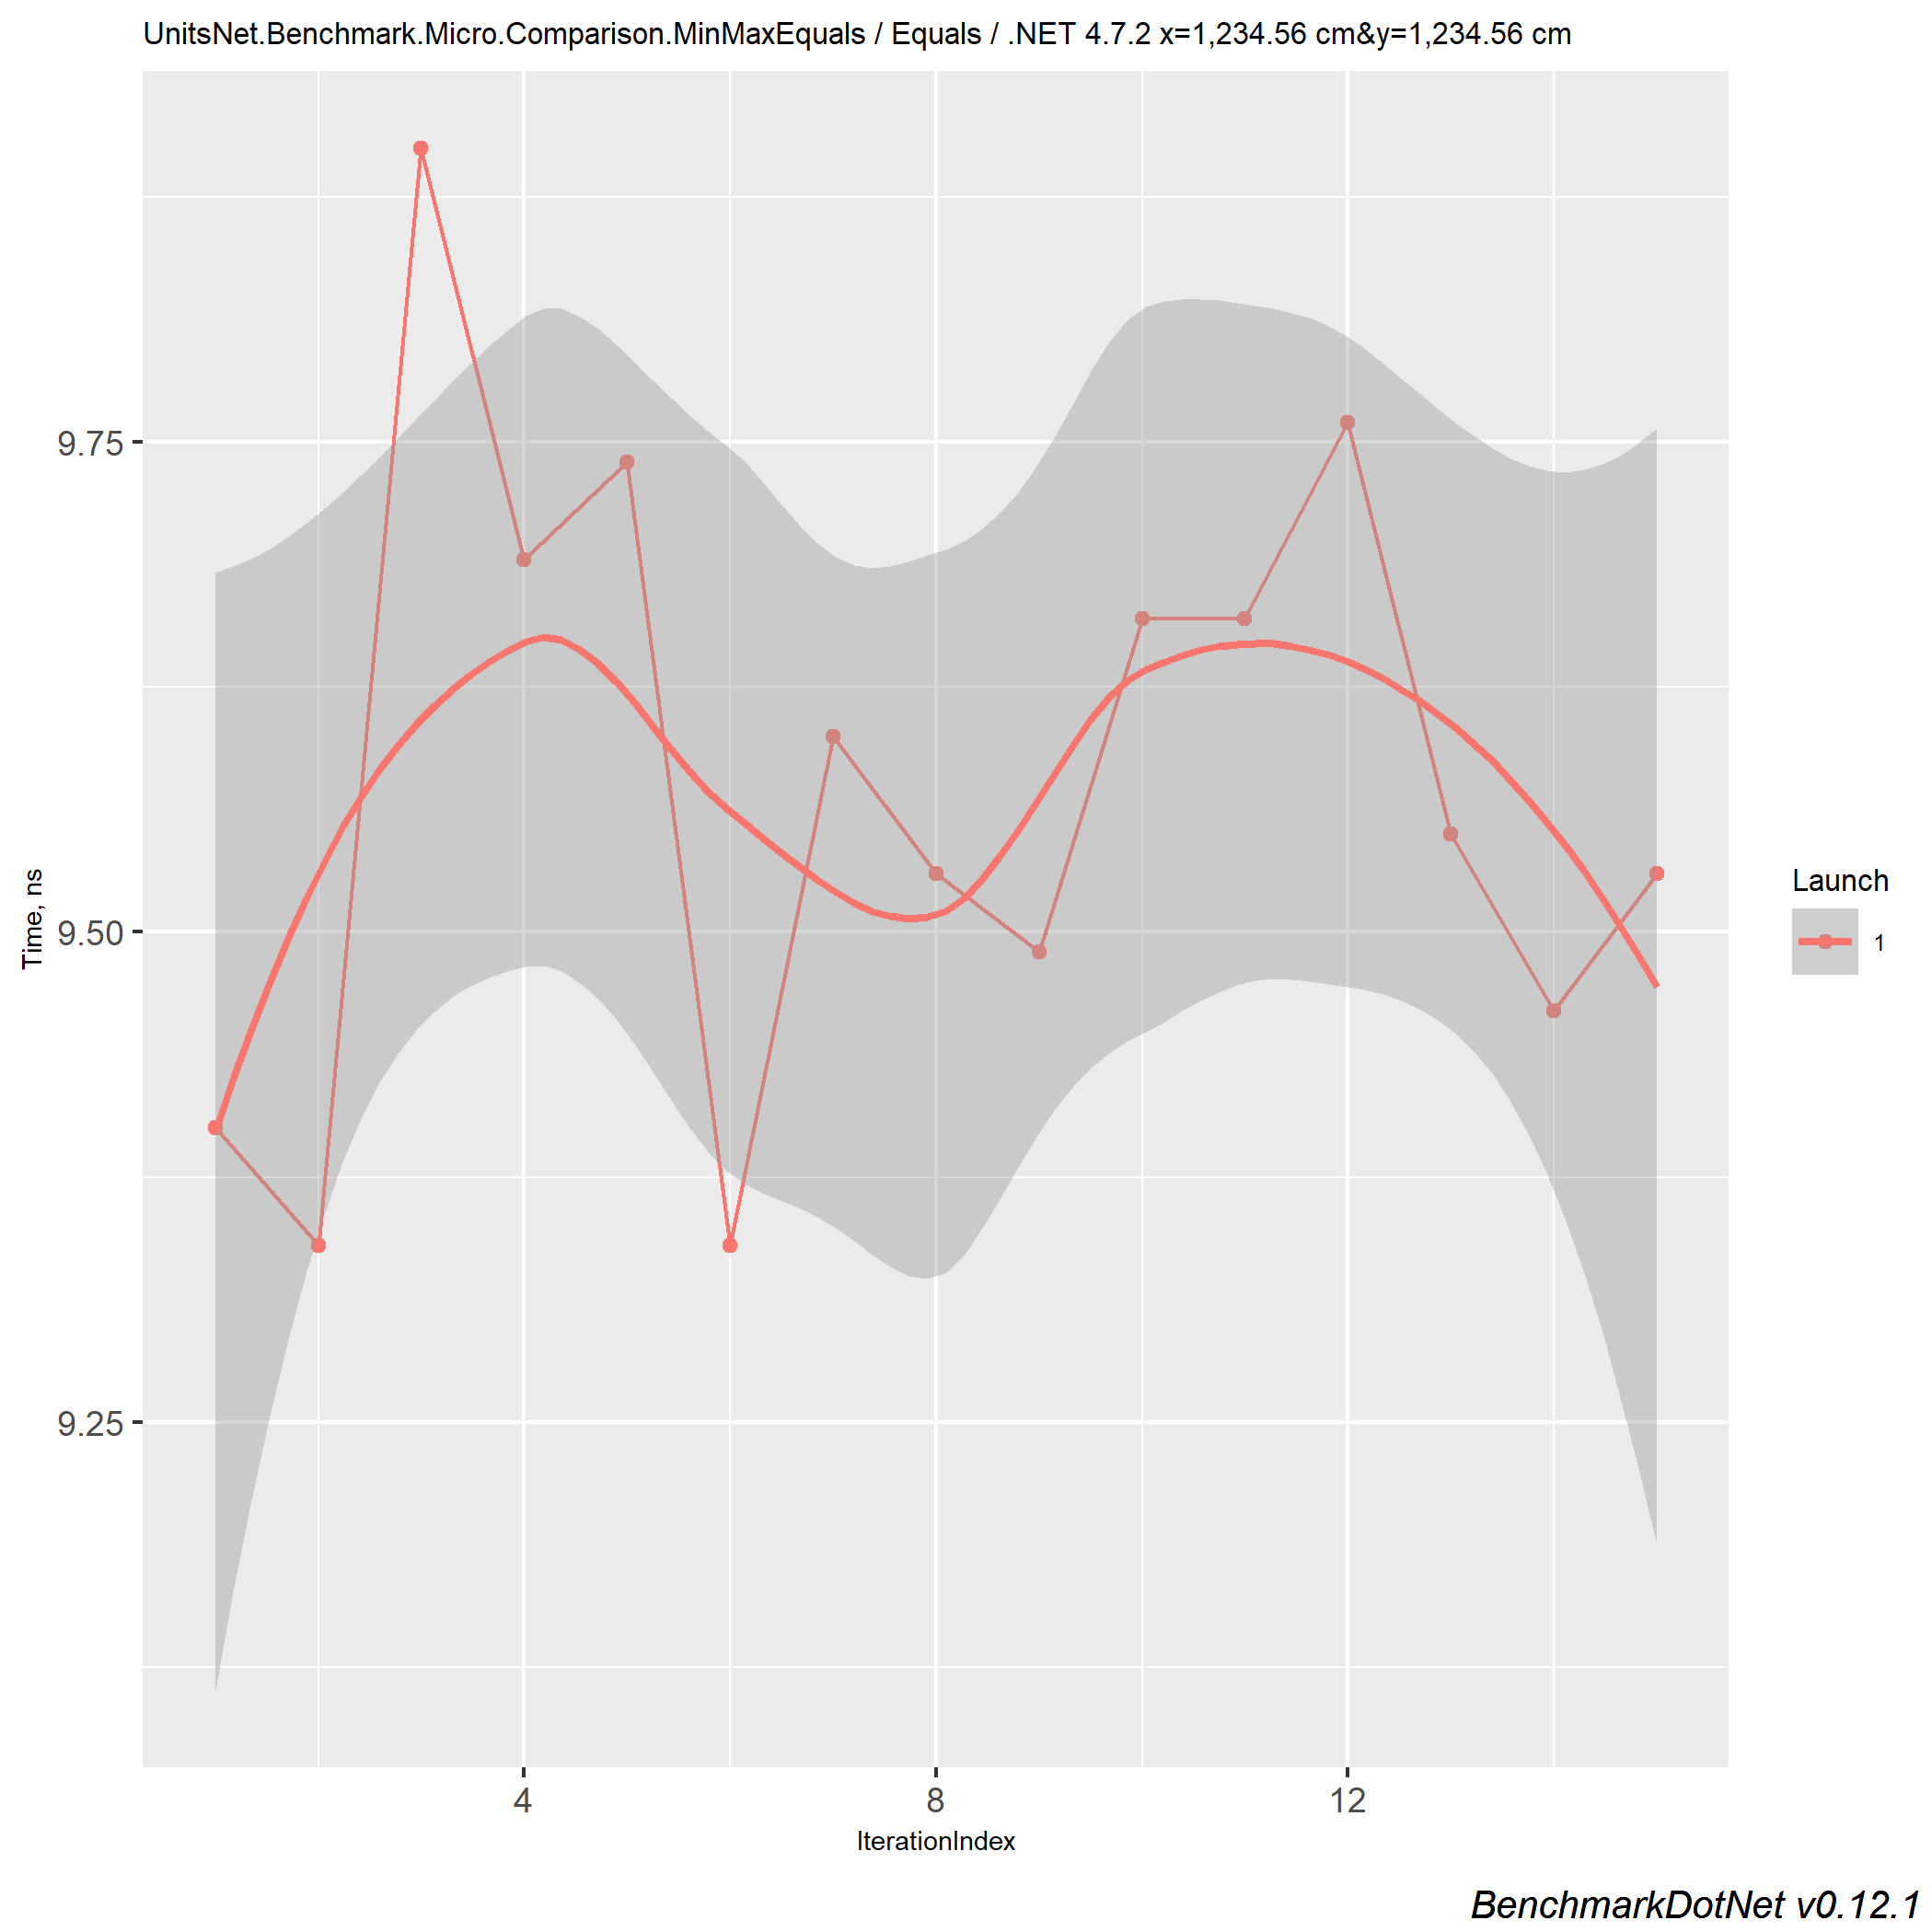 UnitsNet.Benchmark.Micro.Comparison.MinMaxEquals / Equals / .NET 4.7.2 x=1,234.56 cm&y=1,234.56 cm
9.75
9.50
9.25
Time, ns
4
8
12
IterationIndex
Launch
1
BenchmarkDotNet v0.12.1